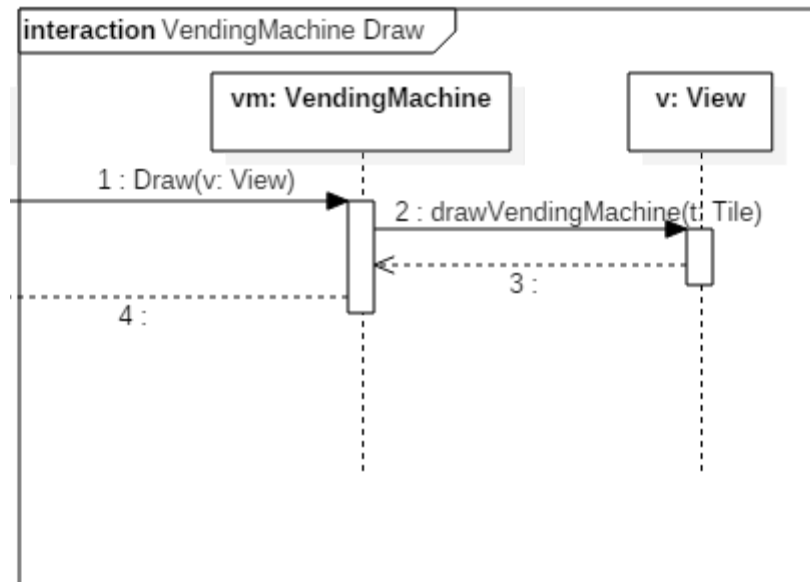 interaction VendingMachine Draw
vm: VendingMachine
v: View
1 : Draw(v: View)
2 : drawVendingMachine(t: Tile)
3 :
4 :